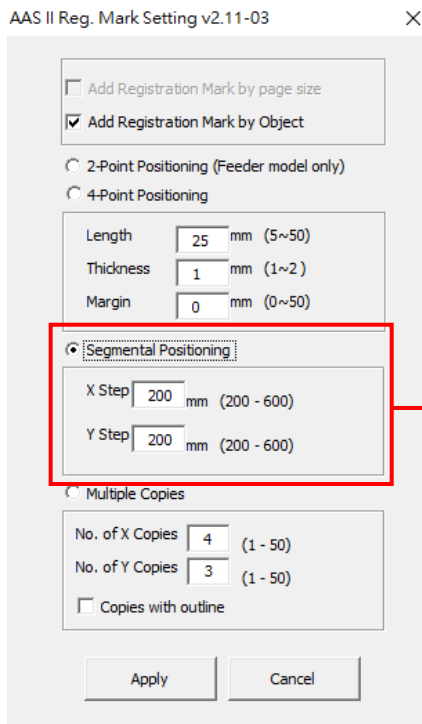 AAS II Reg. Mark Setting v2.11-03
Add Registration Mark by page size
Add Registration Mark by Object
2-Point Positioning (Feeder model only)
4-Point Positioning
Length 25 mm (5~50)
Thickness 1 mm (1~2 )
Margin 0 mm (0~50)
Segmental Positioning
X Step 200 mm (200 - 600)
Y Step 200 mm (200 - 600)
Multiple Copies
No. of X Copies 4 (1 - 50)
No. of Y Copies 3 (1 - 50)
Copies with outline
Apply Cancel